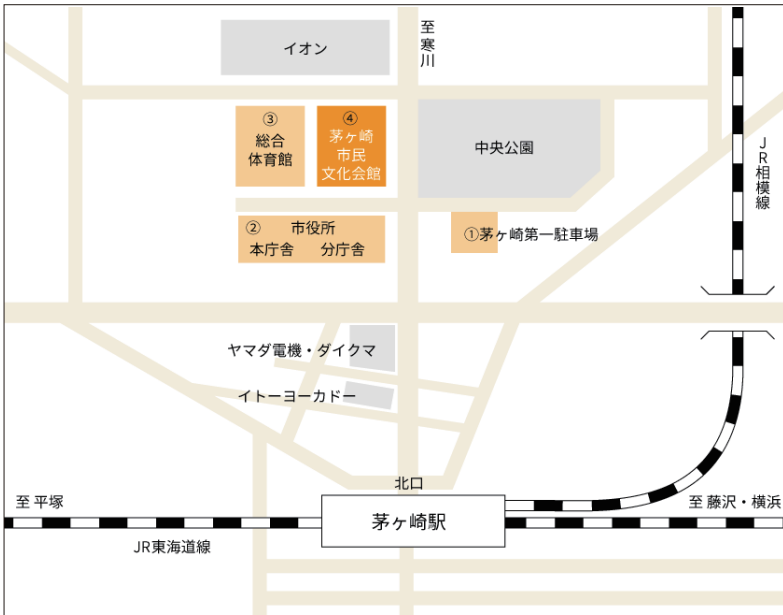 イオン
至寒川
③
総合
体育館
④
茅ヶ崎
市民
文化会館
中央公園
JR相模線
② 市役所
本庁舎 分庁舎
①茅ヶ崎第一駐車場
ヤマダ電機・ダイクマ
イトーヨーカドー
北口
至 平塚
茅ヶ崎駅
至 藤沢・横浜
JR東海道線